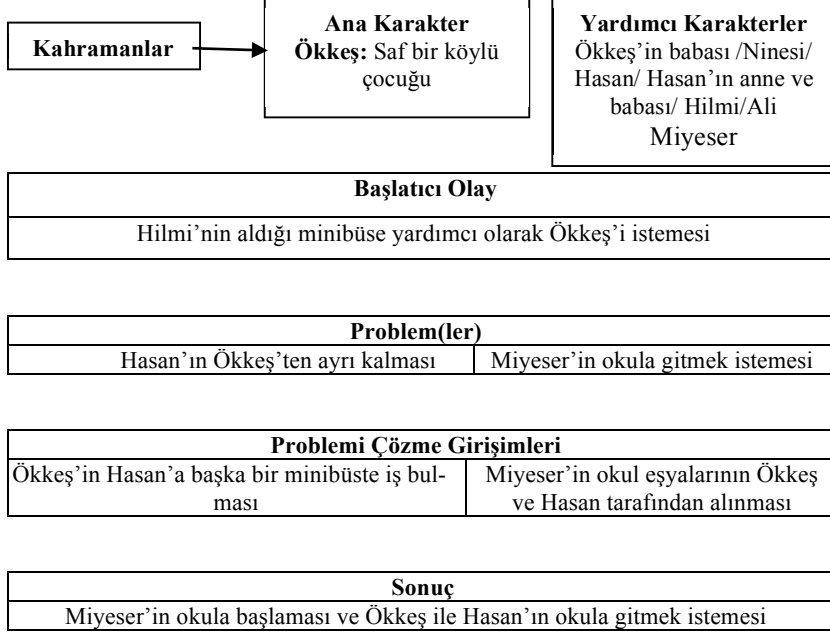 Kahramanlar
Ana Karakter
Ökkeş: Saf bir köylü
çocuğu
Yardımcı Karakterler
Ökkeş’in babası /Ninesi/
Hasan/ Hasan’ın anne ve
babası/ Hilmi/Ali
Miyeser
Başlatıcı Olay
Hilmi’nin aldığı minibüse yardımcı olarak Ökkeş’i istemesi
Problem(ler)
Hasan’ın Ökkeş’ten ayrı kalması
Miyeser’in okula gitmek istemesi
Problemi Çözme Girişimleri
Ökkeş’in Hasan’a başka bir minibüste iş bul-
ması
Miyeser’in okul eşyalarının Ökkeş
ve Hasan tarafından alınması
Sonuç
Miyeser’in okula başlaması ve Ökkeş ile Hasan’ın okula gitmek istemesi